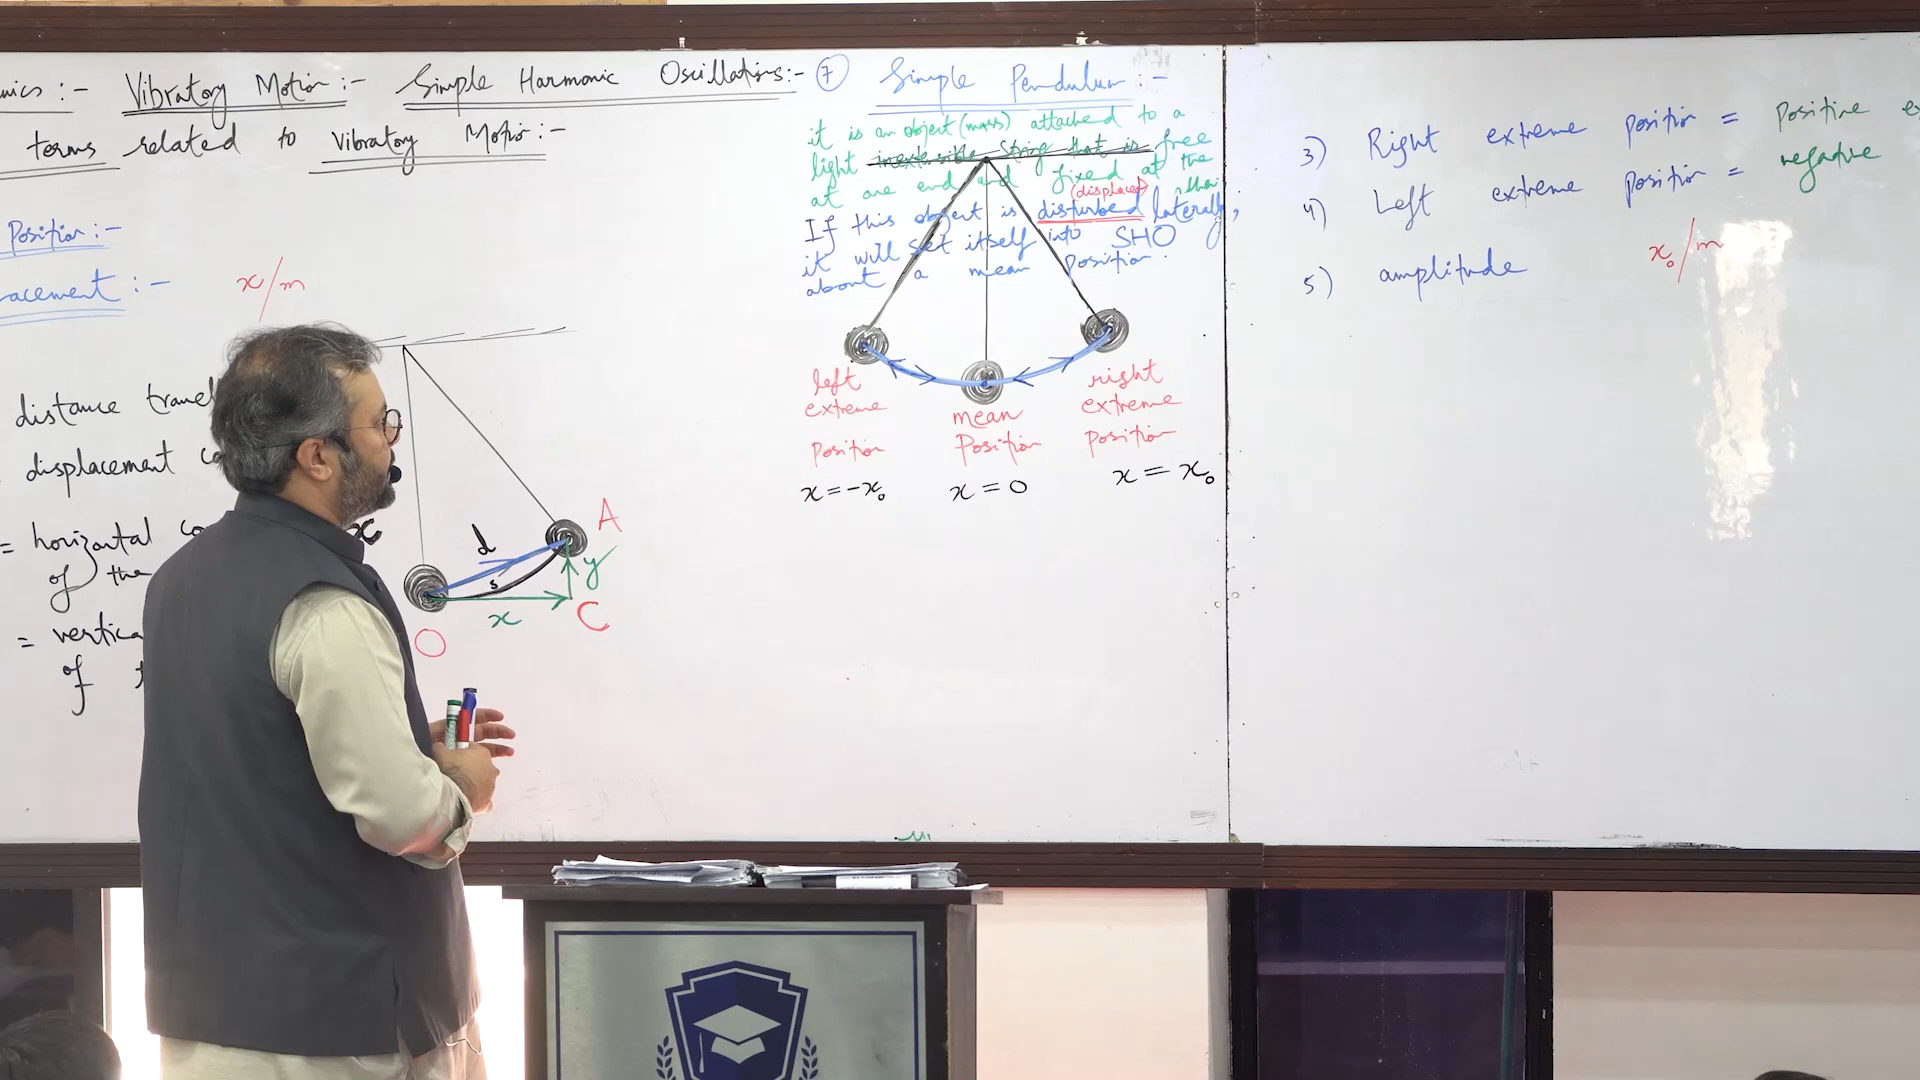 Vibratory Motion :- Simple Harmonic Oscillations:-
terms related to Vibratory Motion :-
Position :-
x/m
distance
displacement
= horizontal
of the
=
of
d
s
A
y
x
C
O
7 Simple Pendulum :-
it is an object (mass) attached to a
light inextensible string that is free
at one end and fixed at the
(displaced)
If this object is disturbed laterally,
it will set itself into SHO
about a mean position.
left
extreme
Position
x = -x₀
mean
Position
x = 0
right
extreme
Position
x = x₀
3) Right extreme position = Positive
4) Left extreme position = negative
5) amplitude x₀/m